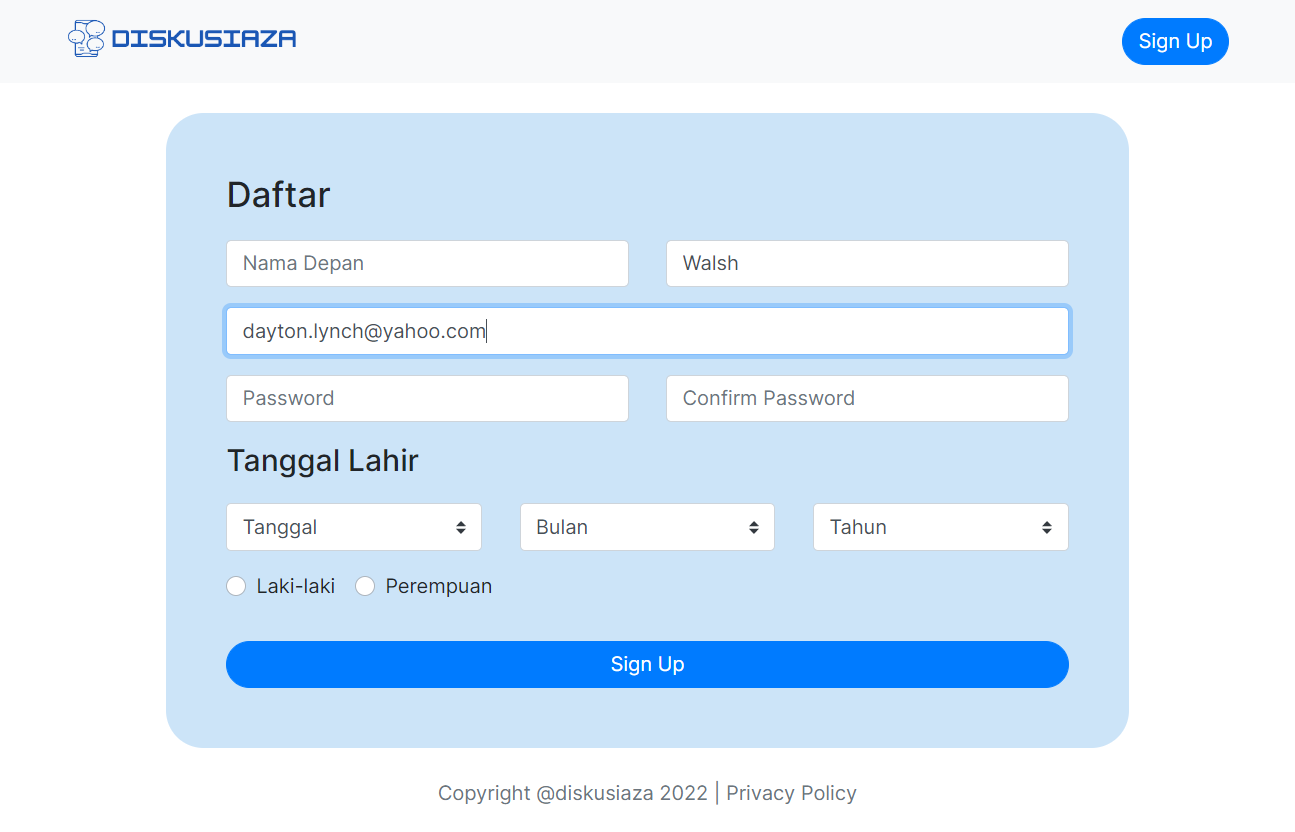 DISKUSIAZA
Sign Up
Daftar
Nama Depan
Walsh
dayton.lynch@yahoo.com
Password
Confirm Password
Tanggal Lahir
Tanggal
Bulan
Tahun
Laki-laki
Perempuan
Sign Up
Copyright @diskusiaza 2022 | Privacy Policy